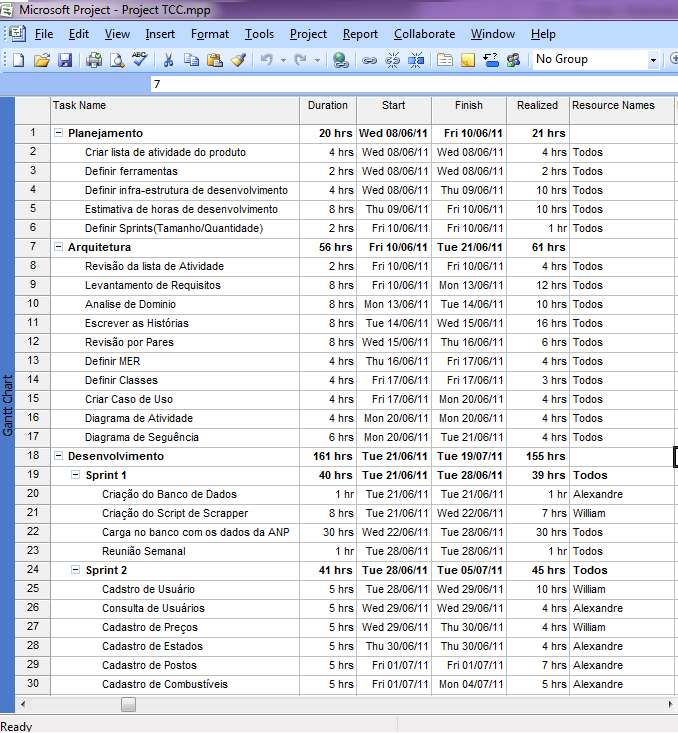 Microsoft Project - Project TCC.mpp
File Edit View Insert Format Tools Project Report Collaborate Window Help
ABC No Group
7
Task Name Duration Start Finish Realized Resource Names
1 Planejamento 20 hrs Wed 08/06/11 Fri 10/06/11 21 hrs
2 Criar lista de atividade do produto 4 hrs Wed 08/06/11 Wed 08/06/11 4 hrs Todos
3 Definir ferramentas 2 hrs Wed 08/06/11 Wed 08/06/11 2 hrs Todos
4 Definir infra-estrutura de desenvolvimento 4 hrs Wed 08/06/11 Thu 09/06/11 10 hrs Todos
5 Estimativa de horas de desenvolvimento 8 hrs Thu 09/06/11 Fri 10/06/11 10 hrs Todos
6 Definir Sprints(Tamanho/Quantidade) 2 hrs Fri 10/06/11 Fri 10/06/11 1 hr Todos
7 Arquitetura 56 hrs Fri 10/06/11 Tue 21/06/11 61 hrs
8 Revisão da lista de Atividade 2 hrs Fri 10/06/11 Fri 10/06/11 4 hrs Todos
9 Levantamento de Requisitos 8 hrs Fri 10/06/11 Mon 13/06/11 12 hrs Todos
10 Analise de Dominio 8 hrs Mon 13/06/11 Tue 14/06/11 10 hrs Todos
11 Escrever as Histórias 8 hrs Tue 14/06/11 Wed 15/06/11 16 hrs Todos
12 Revisão por Pares 8 hrs Wed 15/06/11 Thu 16/06/11 6 hrs Todos
13 Definir MER 4 hrs Thu 16/06/11 Fri 17/06/11 4 hrs Todos
14 Definir Classes 4 hrs Fri 17/06/11 Fri 17/06/11 3 hrs Todos
15 Criar Caso de Uso 4 hrs Fri 17/06/11 Mon 20/06/11 4 hrs Todos
16 Diagrama de Atividade 4 hrs Mon 20/06/11 Mon 20/06/11 4 hrs Todos
17 Diagrama de Seguência 6 hrs Mon 20/06/11 Tue 21/06/11 4 hrs Todos
18 Desenvolvimento 161 hrs Tue 21/06/11 Tue 19/07/11 155 hrs
19 Sprint 1 40 hrs Tue 21/06/11 Tue 28/06/11 39 hrs Todos
20 Criação do Banco de Dados 1 hr Tue 21/06/11 Tue 21/06/11 1 hr Alexandre
21 Criação do Script de Scrapper 8 hrs Tue 21/06/11 Wed 22/06/11 7 hrs William
22 Carga no banco com os dados da ANP 30 hrs Wed 22/06/11 Tue 28/06/11 30 hrs Todos
23 Reunião Semanal 1 hr Tue 28/06/11 Tue 28/06/11 1 hr Todos
24 Sprint 2 41 hrs Tue 28/06/11 Tue 05/07/11 45 hrs Todos
25 Cadstro de Usuário 5 hrs Tue 28/06/11 Wed 29/06/11 10 hrs William
26 Consulta de Usuários 5 hrs Wed 29/06/11 Wed 29/06/11 4 hrs Alexandre
27 Cadastro de Preços 5 hrs Wed 29/06/11 Thu 30/06/11 4 hrs William
28 Cadastro de Estados 5 hrs Thu 30/06/11 Thu 30/06/11 4 hrs Alexandre
29 Cadastro de Postos 5 hrs Fri 01/07/11 Fri 01/07/11 7 hrs Alexandre
30 Cadastro de Combustíveis 5 hrs Fri 01/07/11 Mon 04/07/11 5 hrs Alexandre
Gantt Chart
Ready